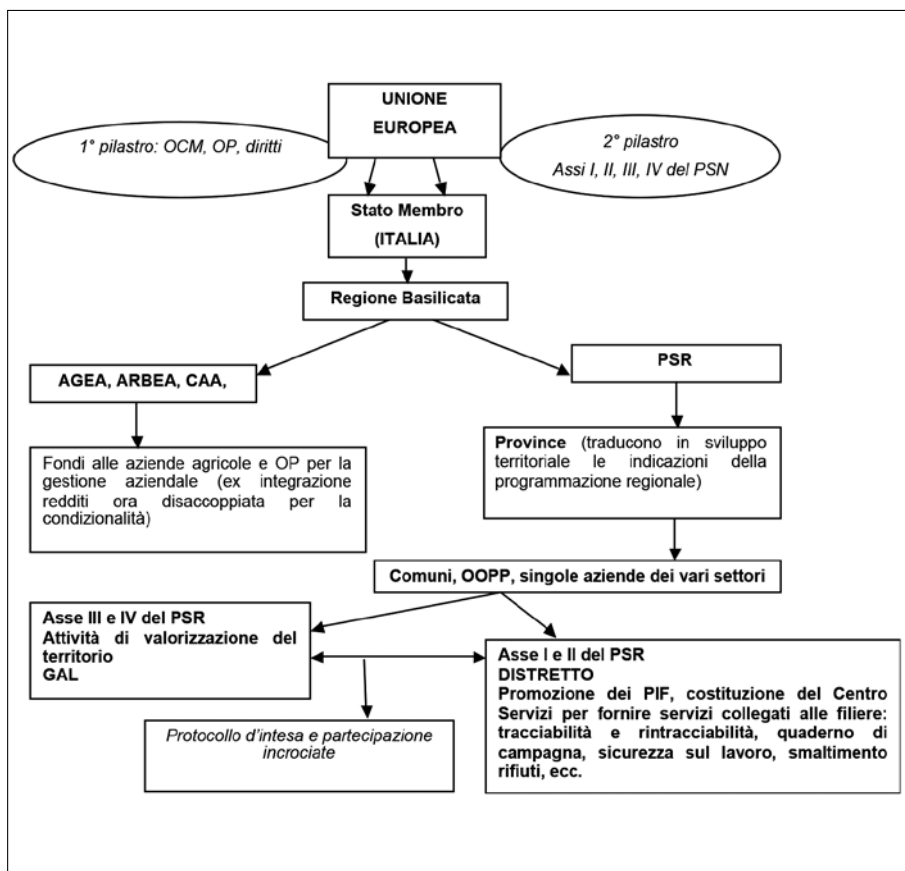 UNIONE
EUROPEA
1° pilastro: OCM, OP, diritti
2° pilastro
Assi I, II, III, IV del PSN
Stato Membro
(ITALIA)
Regione Basilicata
AGEA, ARBEA, CAA,
PSR
Fondi alle aziende agricole e OP per la
gestione aziendale (ex integrazione
redditi ora disaccoppiata per la
condizionalità)
Province (traducono in sviluppo
territoriale le indicazioni della
programmazione regionale)
Comuni, OOPP, singole aziende dei vari settori
Asse III e IV del PSR
Attività di valorizzazione del
territorio
GAL
Asse I e II del PSR
DISTRETTO
Promozione dei PIF, costituzione del Centro
Servizi per fornire servizi collegati alle filiere:
tracciabilità e rintracciabilità, quaderno di
campagna, sicurezza sul lavoro, smaltimento
rifiuti, ecc.
Protocollo d'intesa e partecipazione
incrociate